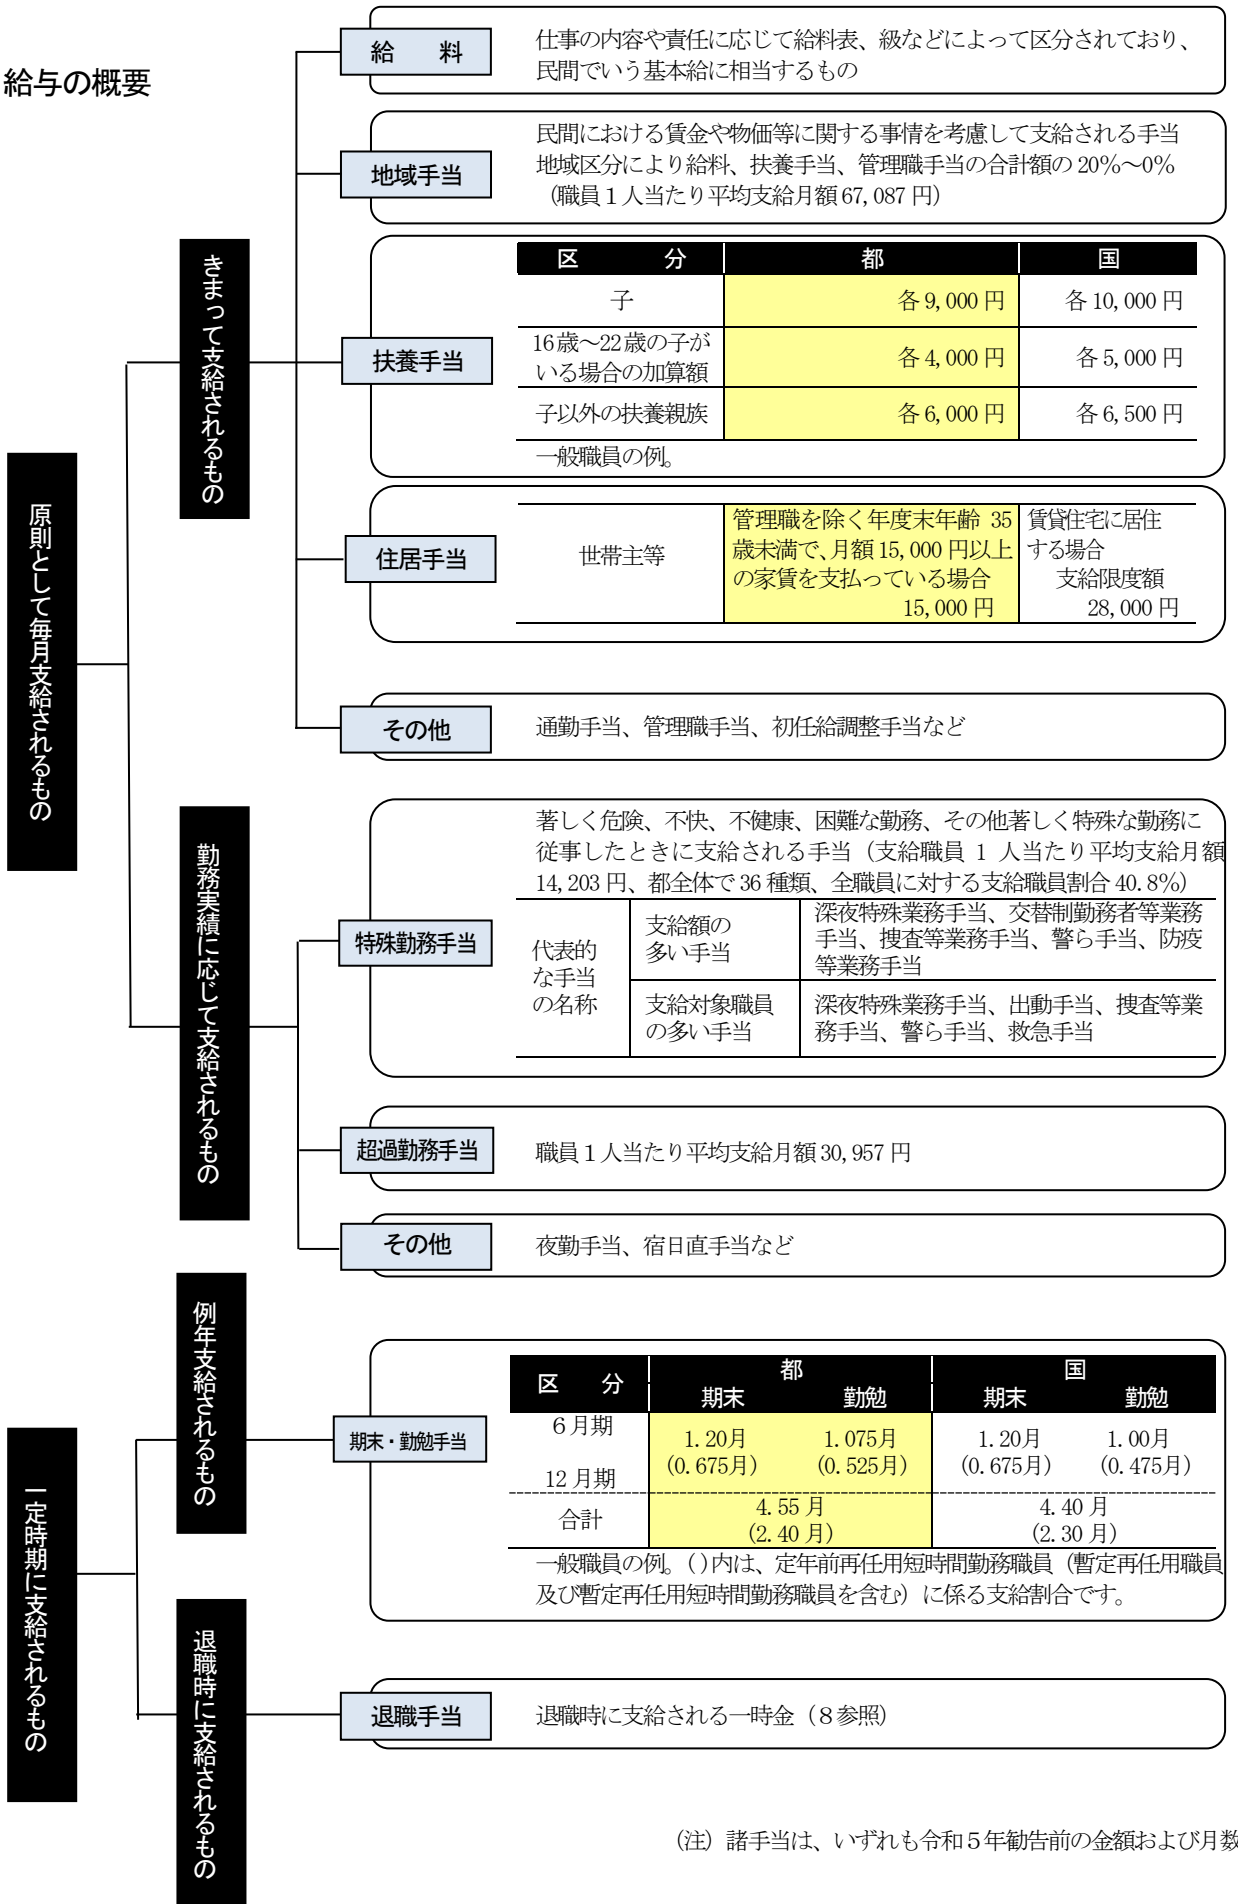 給与の概要
原則として毎月支給されるもの
きまって支給されるもの
給　料
仕事の内容や責任に応じて給料表、級などによって区分されており、
民間でいう基本給に相当するもの
地域手当
民間における賃金や物価等に関する事情を考慮して支給される手当
地域区分により給料、扶養手当、管理職手当の合計額の20％～0％
（職員１人当たり平均支給月額67,087円）
扶養手当
区　分　都　国
子　各9,000円　各10,000円
16歳～22歳の子が
いる場合の加算額　各4,000円　各5,000円
子以外の扶養親族　各6,000円　各6,500円
一般職員の例。
住居手当
世帯主等
管理職を除く年度末年齢 35
歳未満で、月額15,000円以上
の家賃を支払っている場合
15,000円
賃貸住宅に居住
する場合
支給限度額
28,000円
その他
通勤手当、管理職手当、初任給調整手当など
勤務実績に応じて支給されるもの
特殊勤務手当
著しく危険、不快、不健康、困難な勤務、その他著しく特殊な勤務に
従事したときに支給される手当（支給職員 1 人当たり平均支給月額
14,203円、都全体で36種類、全職員に対する支給職員割合40.8％）
代表的
な手当
の名称
支給額の
多い手当
深夜特殊業務手当、交替制勤務者等業務
手当、捜査等業務手当、警ら手当、防疫
等業務手当
支給対象職員
の多い手当
深夜特殊業務手当、出動手当、捜査等業
務手当、警ら手当、救急手当
超過勤務手当
職員１人当たり平均支給月額30,957円
その他
夜勤手当、宿日直手当など
一定時期に支給されるもの
例年支給されるもの
期末・勤勉手当
区　分　都　国
期末　勤勉　期末　勤勉
６月期
1.20月　1.075月　1.20月　1.00月
(0.675月)　(0.525月)　(0.675月)　(0.475月)
12月期
合計
4.55月　4.40月
(2.40月)　(2.30月)
一般職員の例。()内は、定年前再任用短時間勤務職員（暫定再任用職員
及び暫定再任用短時間勤務職員を含む）に係る支給割合です。
退職時に支給されるもの
退職手当
退職時に支給される一時金（８参照）
（注）諸手当は、いずれも令和５年勧告前の金額および月数